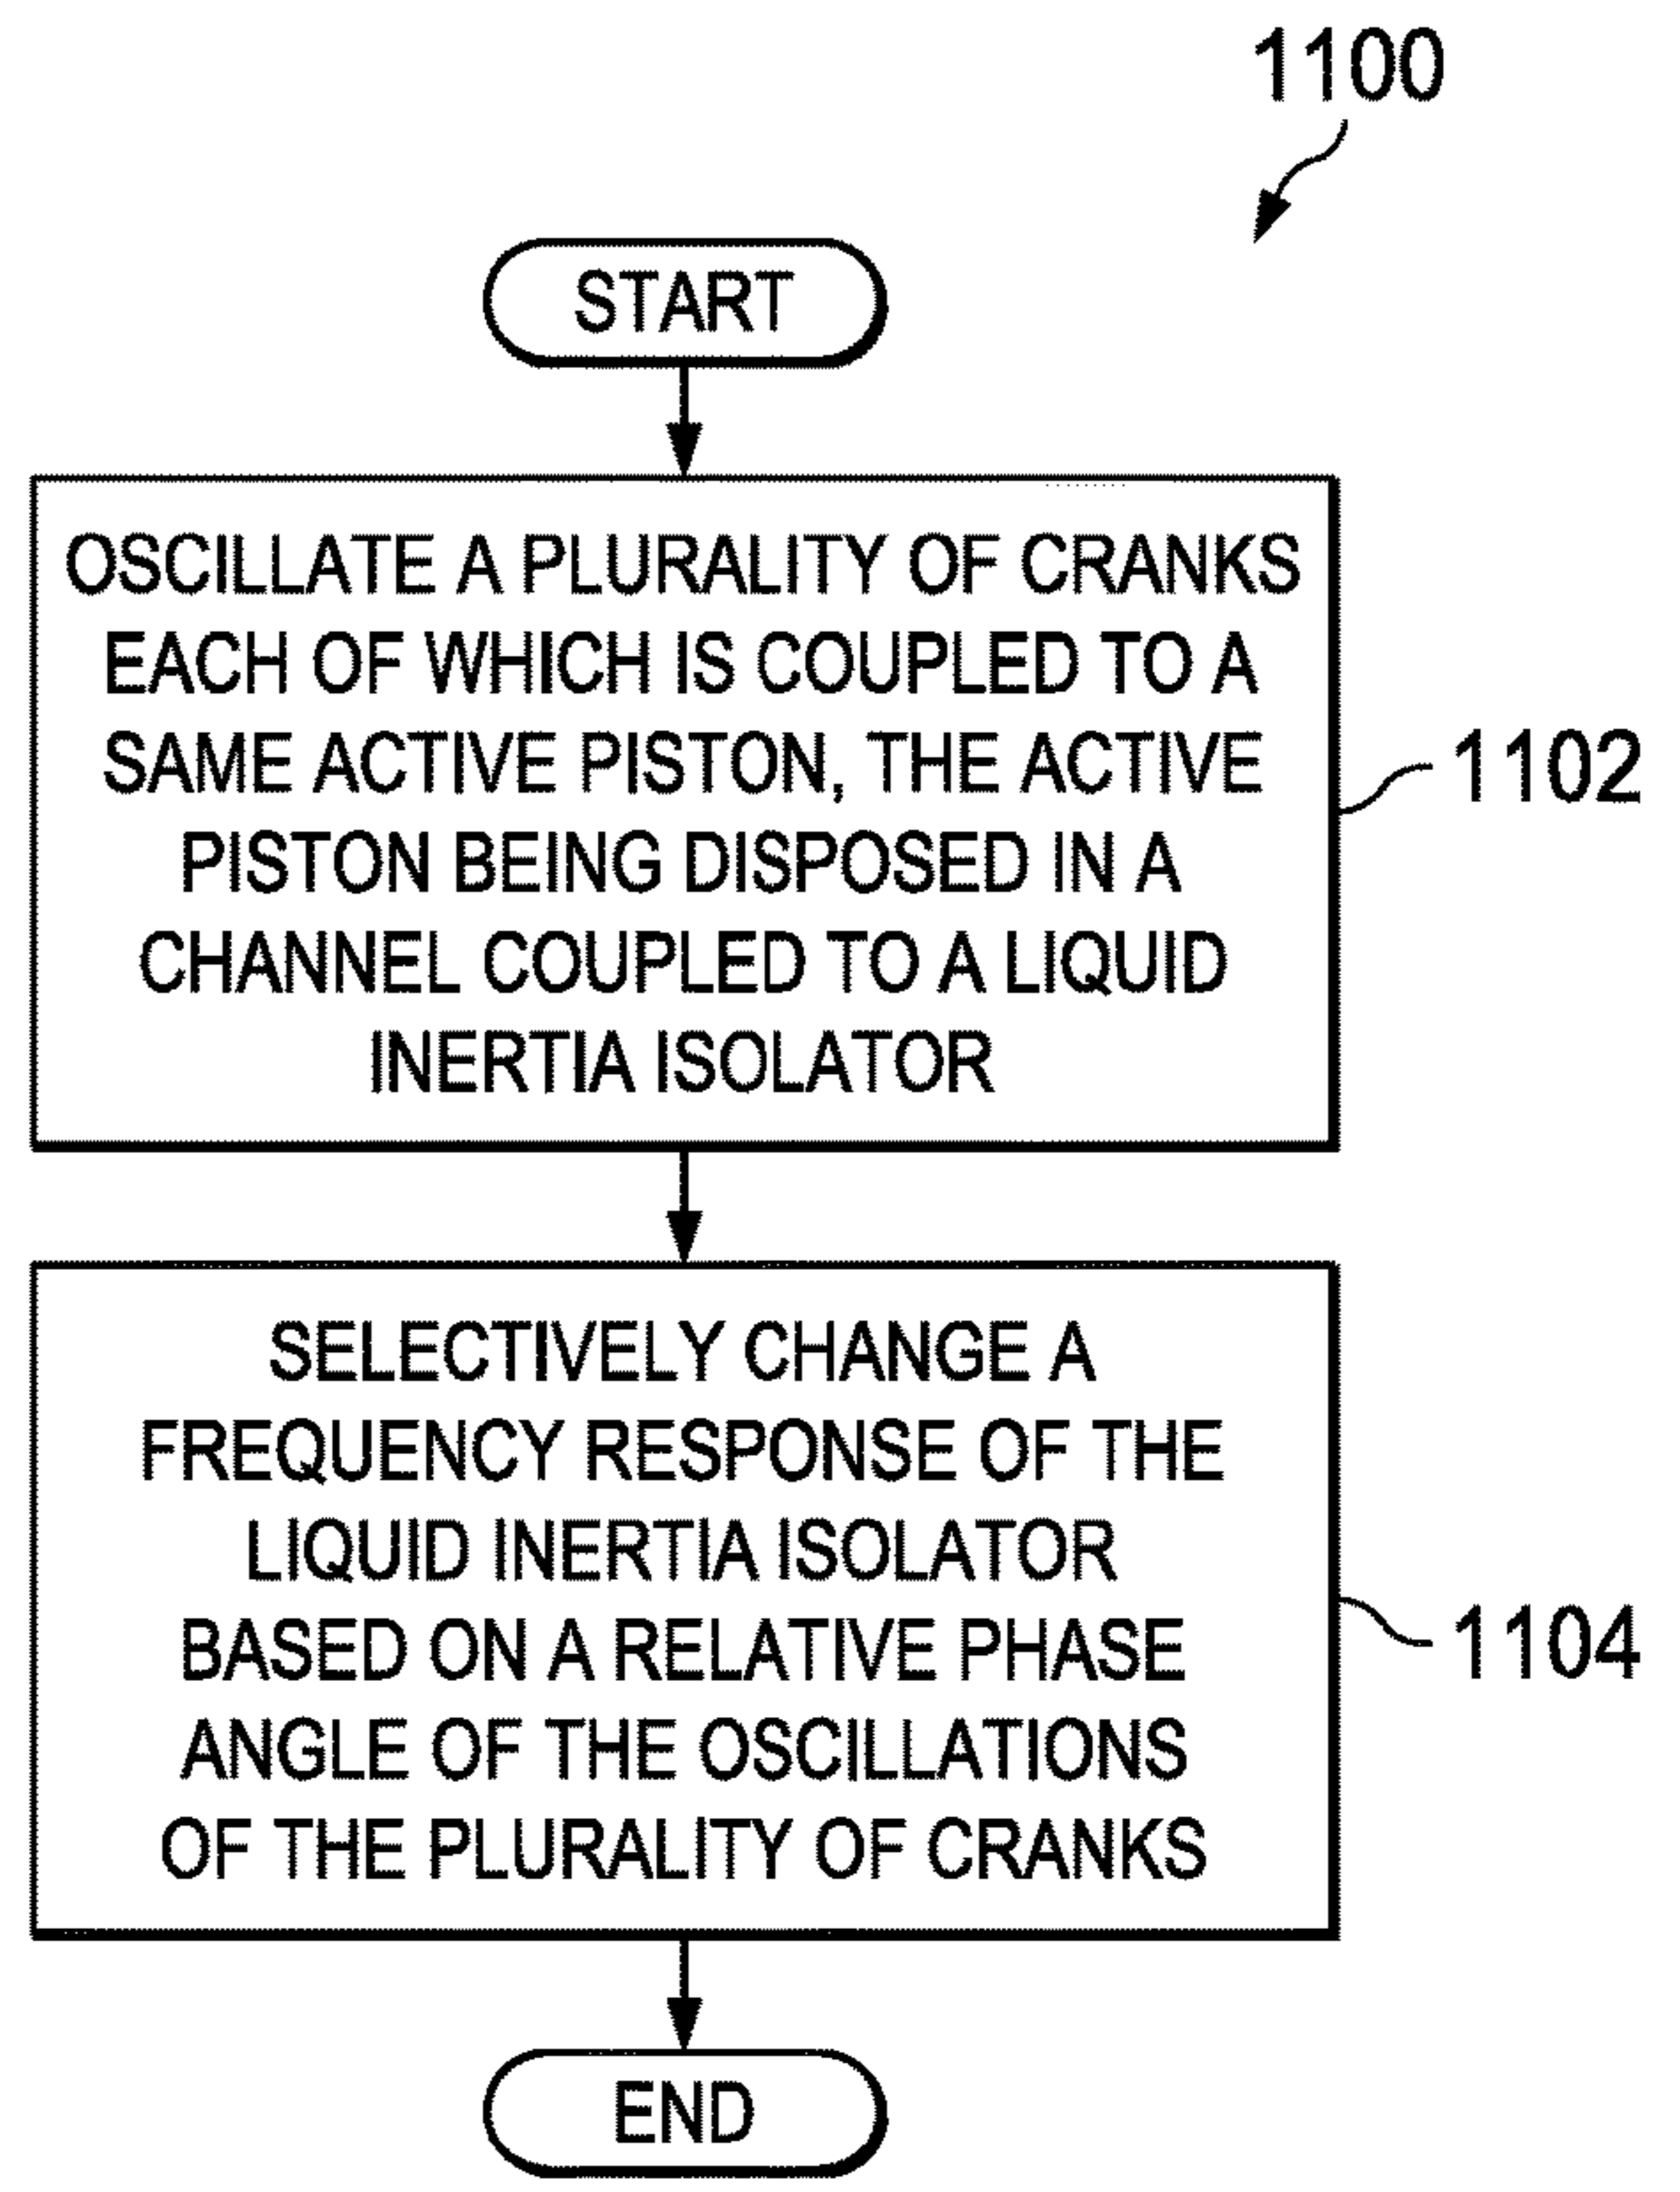 1100
START
OSCILLATE A PLURALITY OF CRANKS
EACH OF WHICH IS COUPLED TO A
SAME ACTIVE PISTON, THE ACTIVE
PISTON BEING DISPOSED IN A
CHANNEL COUPLED TO A LIQUID
INERTIA ISOLATOR
1102
SELECTIVELY CHANGE A
FREQUENCY RESPONSE OF THE
LIQUID INERTIA ISOLATOR
BASED ON A RELATIVE PHASE
ANGLE OF THE OSCILLATIONS
OF THE PLURALITY OF CRANKS
1104
END